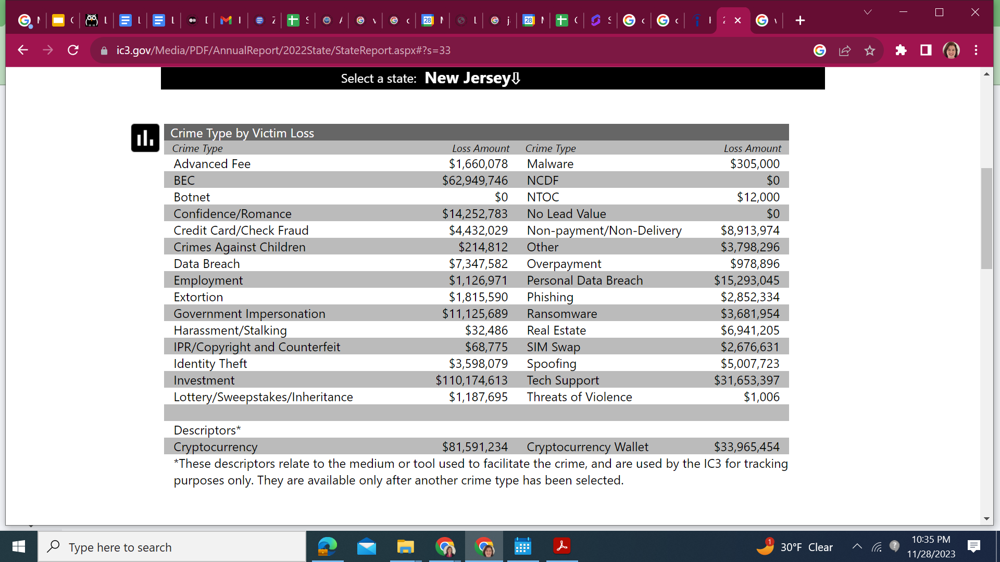 28
28
ic3.gov/Media/PDF/AnnualReport/2022State/StateReport.aspx#?s=33
Select a state: New Jersey⇩
Crime Type by Victim Loss
Crime Type Loss Amount Crime Type Loss Amount
Advanced Fee $1,660,078 Malware $305,000
BEC $62,949,746 NCDF $0
Botnet $0 NTOC $12,000
Confidence/Romance $14,252,783 No Lead Value $0
Credit Card/Check Fraud $4,432,029 Non-payment/Non-Delivery $8,913,974
Crimes Against Children $214,812 Other $3,798,296
Data Breach $7,347,582 Overpayment $978,896
Employment $1,126,971 Personal Data Breach $15,293,045
Extortion $1,815,590 Phishing $2,852,334
Government Impersonation $11,125,689 Ransomware $3,681,954
Harassment/Stalking $32,486 Real Estate $6,941,205
IPR/Copyright and Counterfeit $68,775 SIM Swap $2,676,631
Identity Theft $3,598,079 Spoofing $5,007,723
Investment $110,174,613 Tech Support $31,653,397
Lottery/Sweepstakes/Inheritance $1,187,695 Threats of Violence $1,006
Descriptors*
Cryptocurrency $81,591,234 Cryptocurrency Wallet $33,965,454
*These descriptors relate to the medium or tool used to facilitate the crime, and are used by the IC3 for tracking
purposes only. They are available only after another crime type has been selected.
Type here to search
1
30°F Clear
10:35 PM
11/28/2023